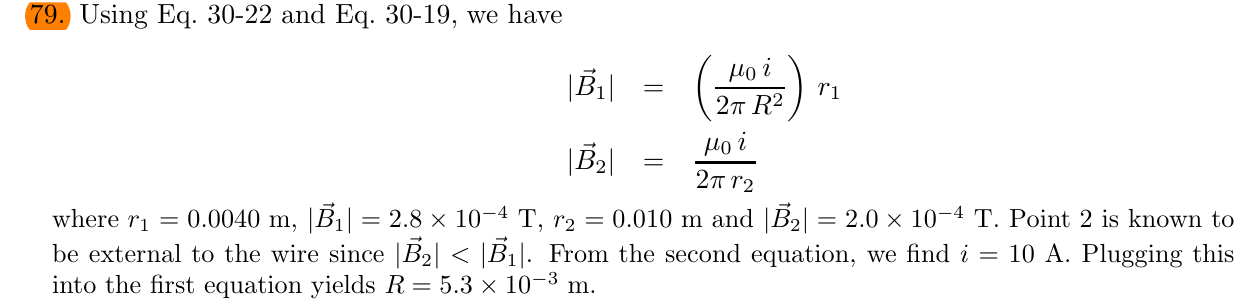 79. Using Eq. 30-22 and Eq. 30-19, we have
|B⃗₁| = (μ₀ i / 2π R²) r₁
|B⃗₂| = μ₀ i / 2π r₂
where r₁ = 0.0040 m, |B⃗₁| = 2.8 × 10⁻⁴ T, r₂ = 0.010 m and |B⃗₂| = 2.0 × 10⁻⁴ T. Point 2 is known to
be external to the wire since |B⃗₂| < |B⃗₁|. From the second equation, we find i = 10 A. Plugging this
into the first equation yields R = 5.3 × 10⁻³ m.